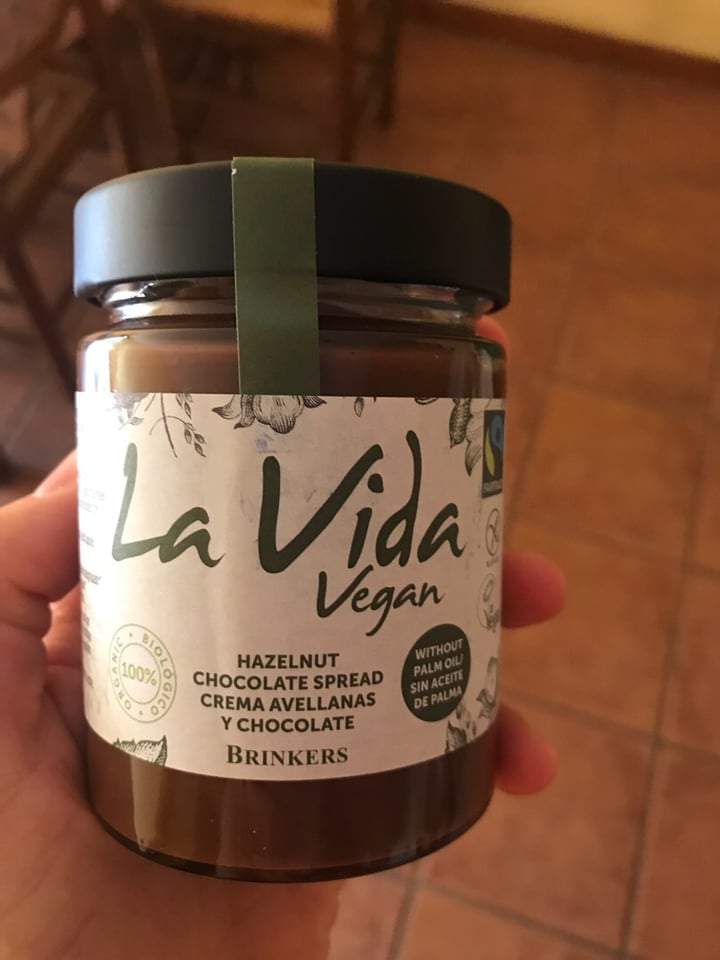 La Vida
Vegan
100%
ORGANIC • BIOLÓGICO •
HAZELNUT
CHOCOLATE SPREAD
CREMA AVELLANAS
Y CHOCOLATE
BRINKERS
WITHOUT
PALM OIL/
SIN ACEITE
DE PALMA